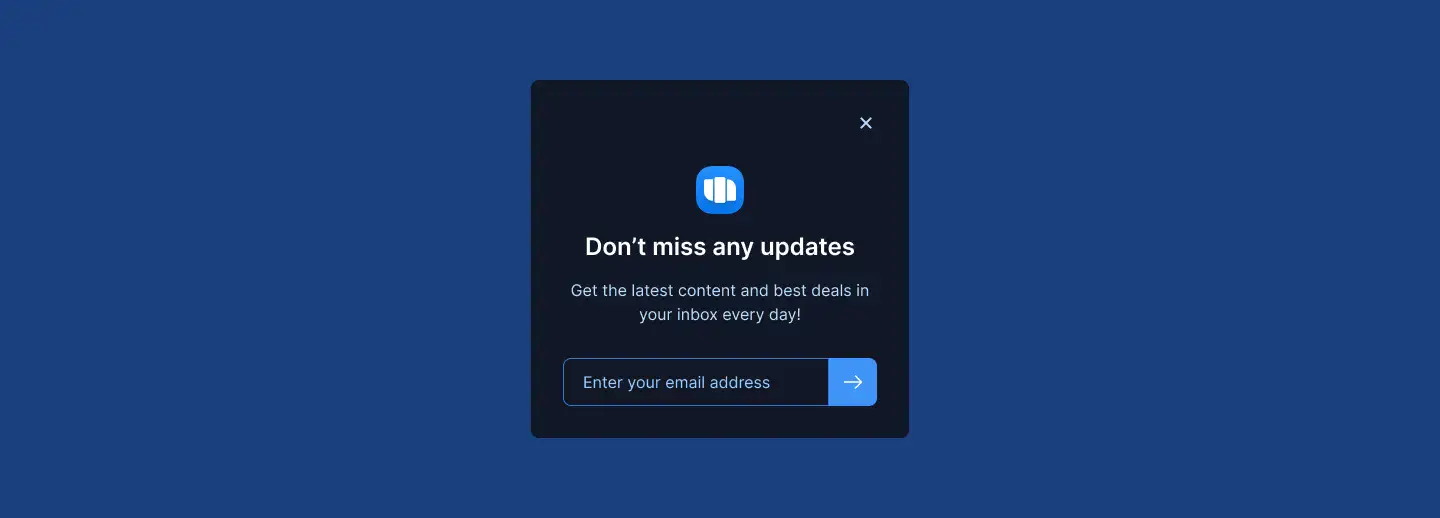 Don’t miss any updates
Get the latest content and best deals in
your inbox every day!
Enter your email address